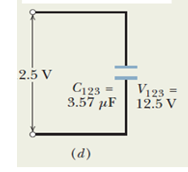 2.5 V
C123 =
3.57 μF
V123 =
12.5 V
(d)